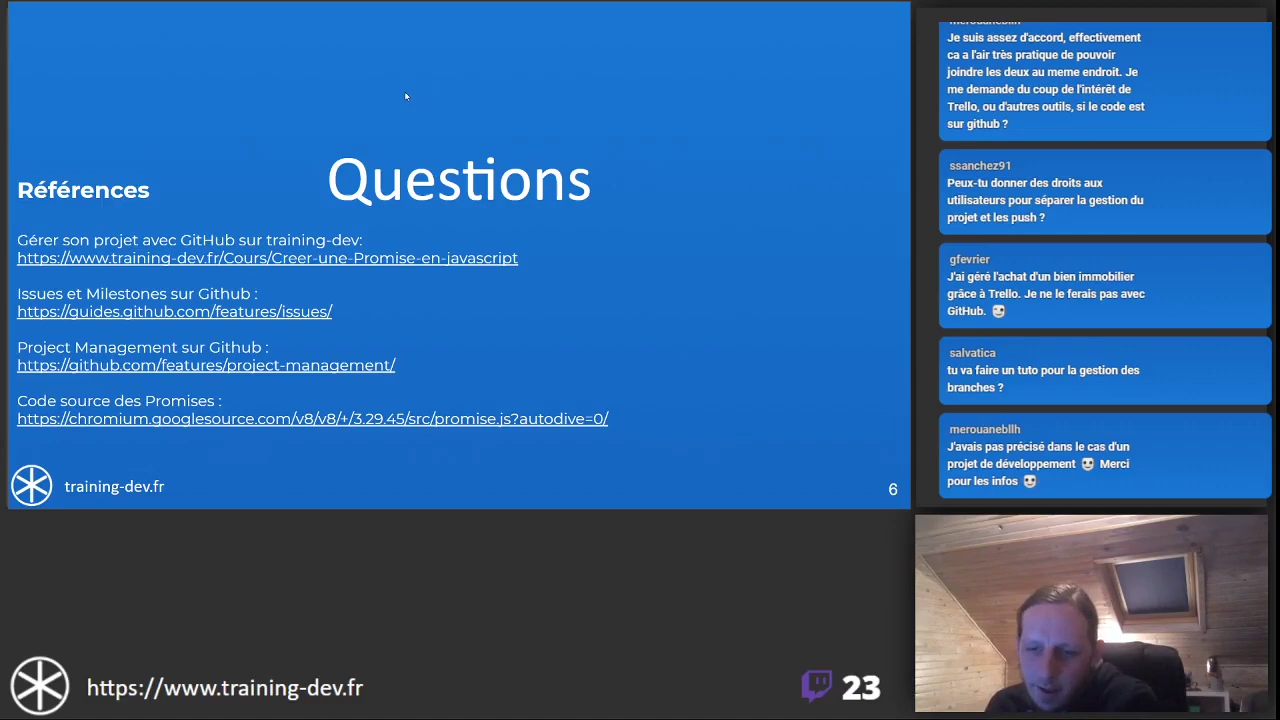 Questions
Références
Gérer son projet avec GitHub sur training-dev:
https://www.training-dev.fr/Cours/Creer-une-Promise-en-javascript
Issues et Milestones sur Github :
https://guides.github.com/features/issues/
Project Management sur Github :
https://github.com/features/project-management/
Code source des Promises :
https://chromium.googlesource.com/v8/v8/+/3.29.45/src/promise.js?autodive=0/
training-dev.fr
6
Je suis assez d'accord, effectivement
ca a l'air très pratique de pouvoir
joindre les deux au meme endroit. Je
me demande du coup de l'intérêt de
Trello, ou d'autres outils, si le code est
sur github ?
ssanchez91
Peux-tu donner des droits aux
utilisateurs pour séparer la gestion du
projet et les push ?
gfevrier
J'ai géré l'achat d'un bien immobilier
grâce à Trello. Je ne le ferais pas avec
GitHub.
salvatica
tu va faire un tuto pour la gestion des
branches ?
merouanebllh
J'avais pas précisé dans le cas d'un
projet de développement Merci
pour les infos
https://www.training-dev.fr
23